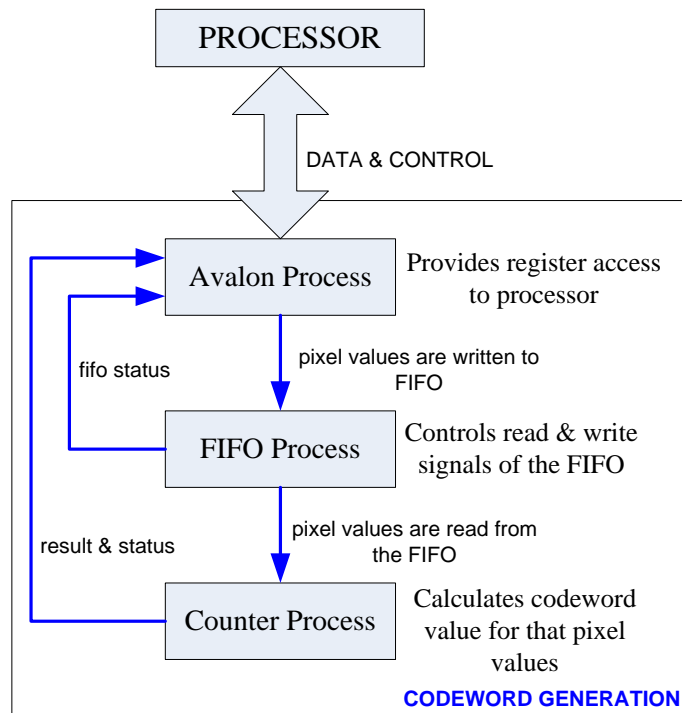 PROCESSOR
DATA & CONTROL
Avalon Process
Provides register access
to processor
fifo status
pixel values are written to
FIFO
FIFO Process
Controls read & write
signals of the FIFO
result & status
pixel values are read from
the FIFO
Counter Process
Calculates codeword
value for that pixel
values
CODEWORD GENERATION